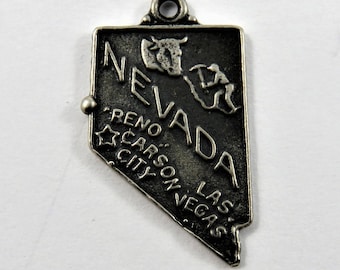 NEVADA
"RENO"
CARSON
CITY
LAS
VEGAS